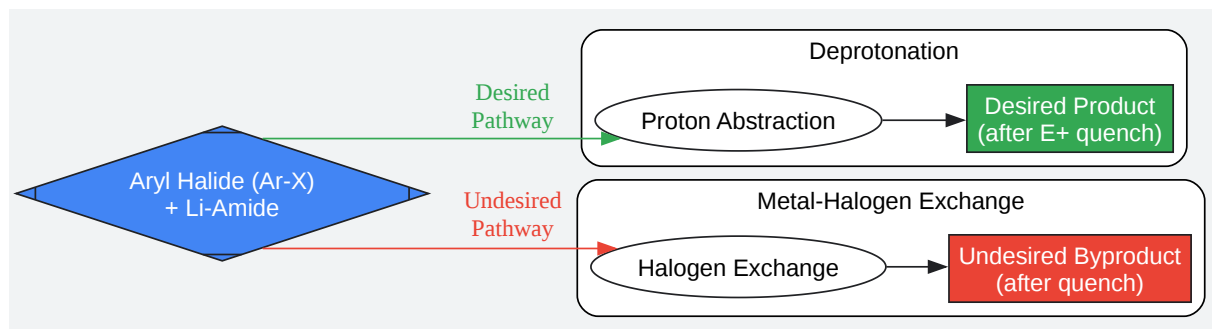 Deprotonation
Desired
Pathway
Proton Abstraction
Desired Product
(after E+ quench)
Aryl Halide (Ar-X)
+ Li-Amide
Undesired
Pathway
Metal-Halogen Exchange
Halogen Exchange
Undesired Byproduct
(after quench)